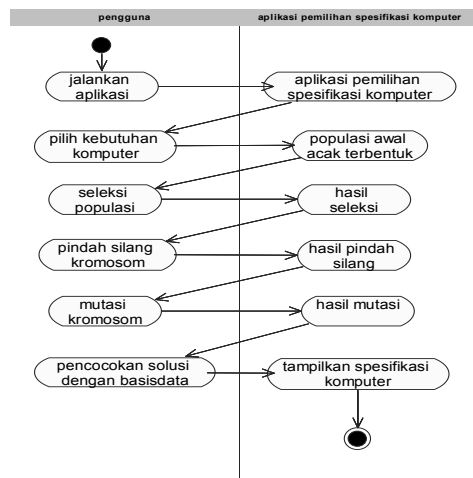 pengguna
aplikasi pemilihan spesifikasi komputer
jalankan
aplikasi
aplikasi pemilihan
spesifikasi komputer
pilih kebutuhan
komputer
populasi awal
acak terbentuk
seleksi
populasi
hasil
seleksi
pindah silang
kromosom
hasil pindah
silang
mutasi
kromosom
hasil mutasi
pencocokan solusi
dengan basisdata
tampilkan spesifikasi
komputer